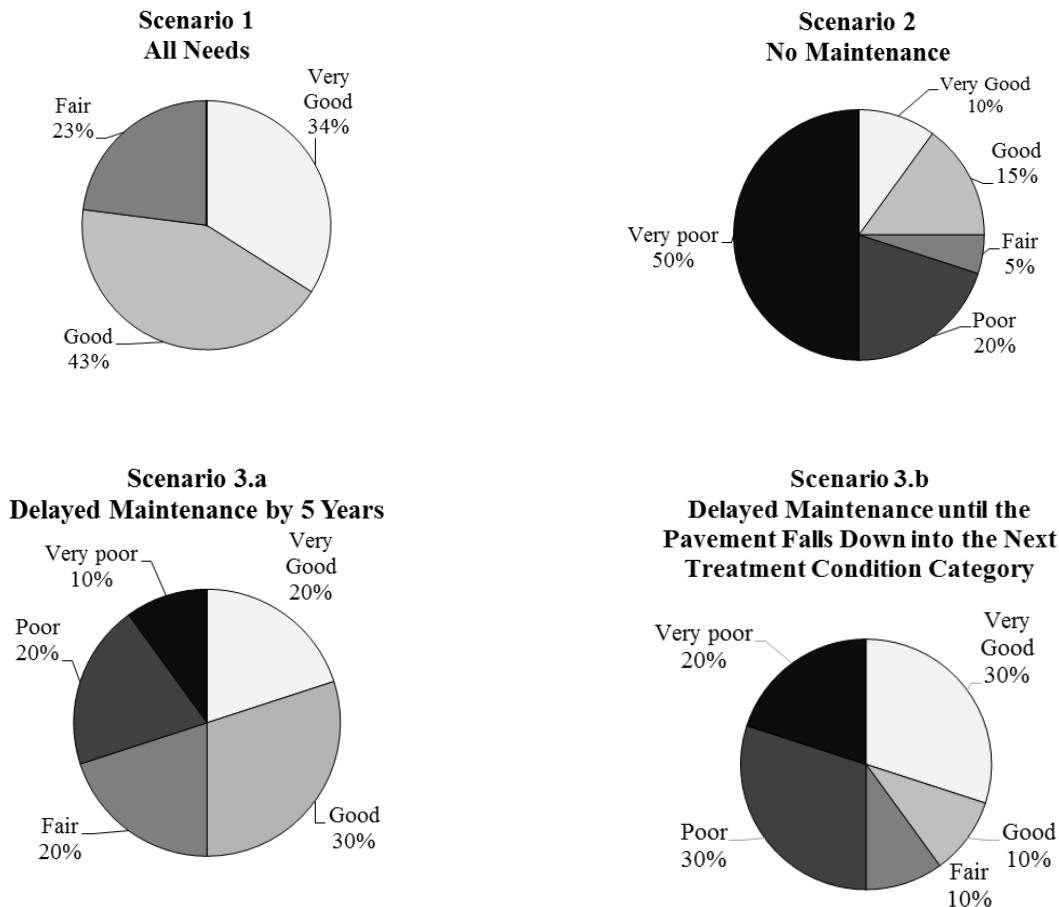 Scenario 1
All Needs
Very
Good
34%
Fair
23%
Good
43%
Scenario 2
No Maintenance
Very Good
10%
Good
15%
Very poor
50%
Fair
5%
Poor
20%
Scenario 3.a
Delayed Maintenance by 5 Years
Very poor
10%
Very
Good
20%
Poor
20%
Fair
20%
Good
30%
Scenario 3.b
Delayed Maintenance until the
Pavement Falls Down into the Next
Treatment Condition Category
Very poor
20%
Very
Good
30%
Poor
30%
Good
10%
Fair
10%